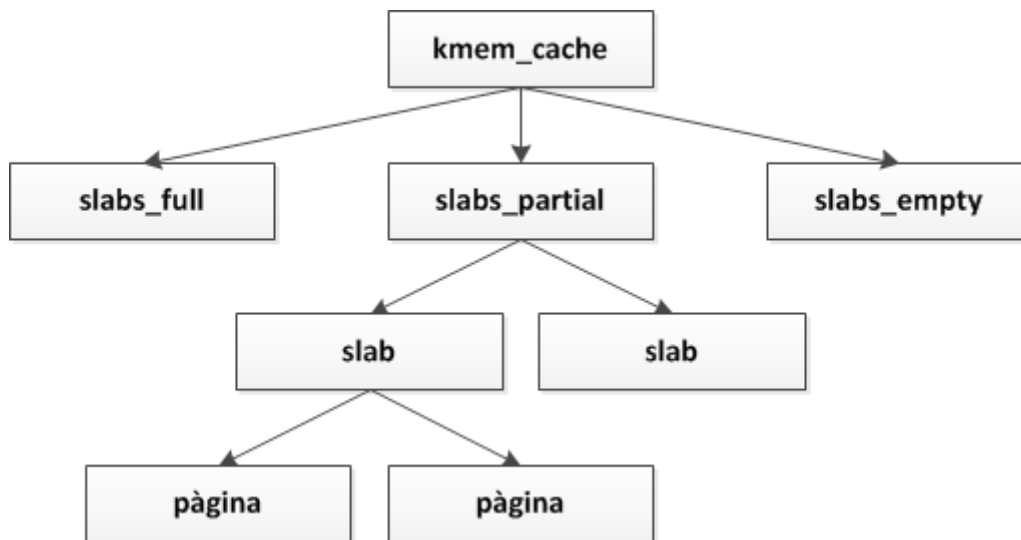 kmem_cache
slabs_full
slabs_partial
slabs_empty
slab
slab
pàgina
pàgina